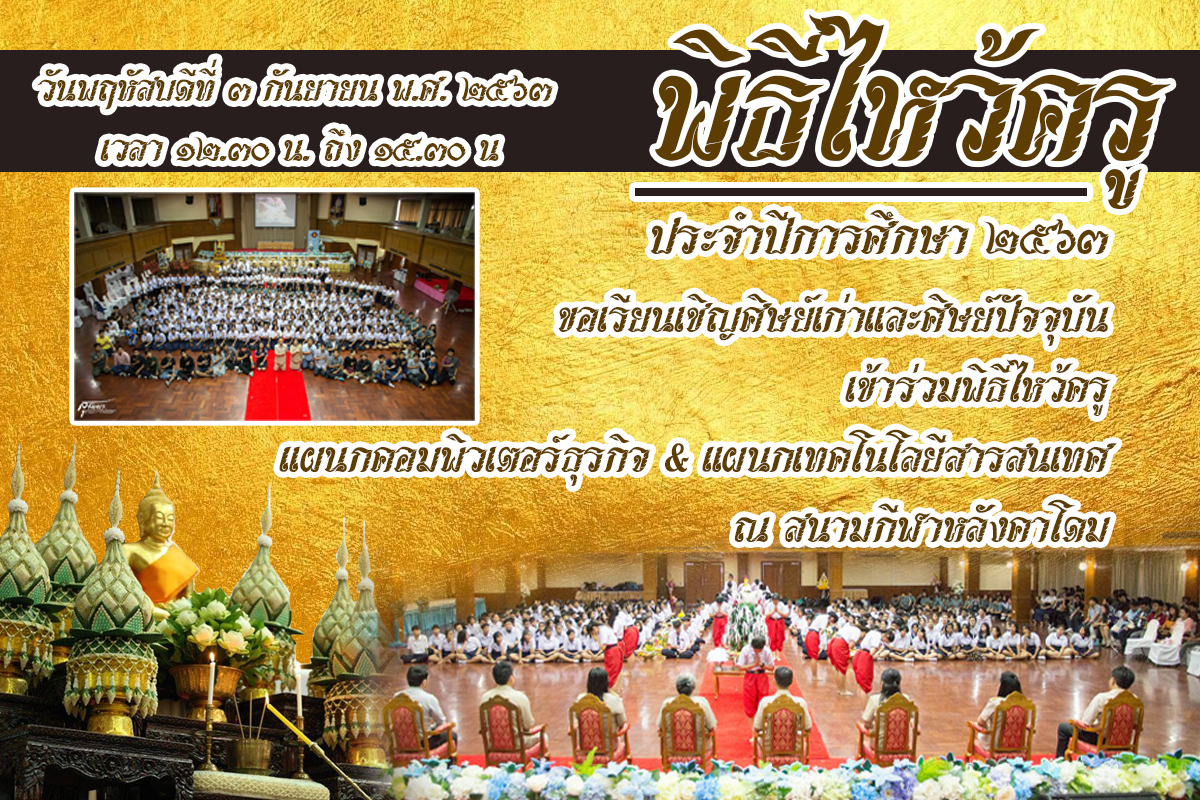 วันพฤหัสบดีที่ ๓ กันยายน พ.ศ. ๒๕๖๓
เวลา ๑๒.๓๐ น. ถึง ๑๕.๓๐ น
พิธีไหว้ครู
ประจำปีการศึกษา ๒๕๖๓
ขอเรียนเชิญศิษย์เก่าและศิษย์ปัจจุบัน
เข้าร่วมพิธีไหว้ครู
แผนกคอมพิวเตอร์ธุรกิจ & แผนกเทคโนโลยีสารสนเทศ
ณ สนามกีฬาหลังคาโดม